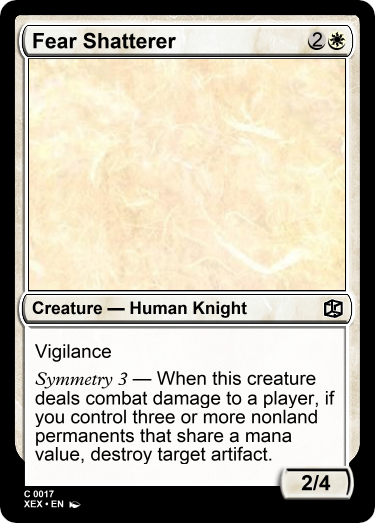 Fear Shatterer 2
Creature — Human Knight
Vigilance
Symmetry 3 — When this creature
deals combat damage to a player, if
you control three or more nonland
permanents that share a mana
value, destroy target artifact.
2/4
C 0017
XEX • EN